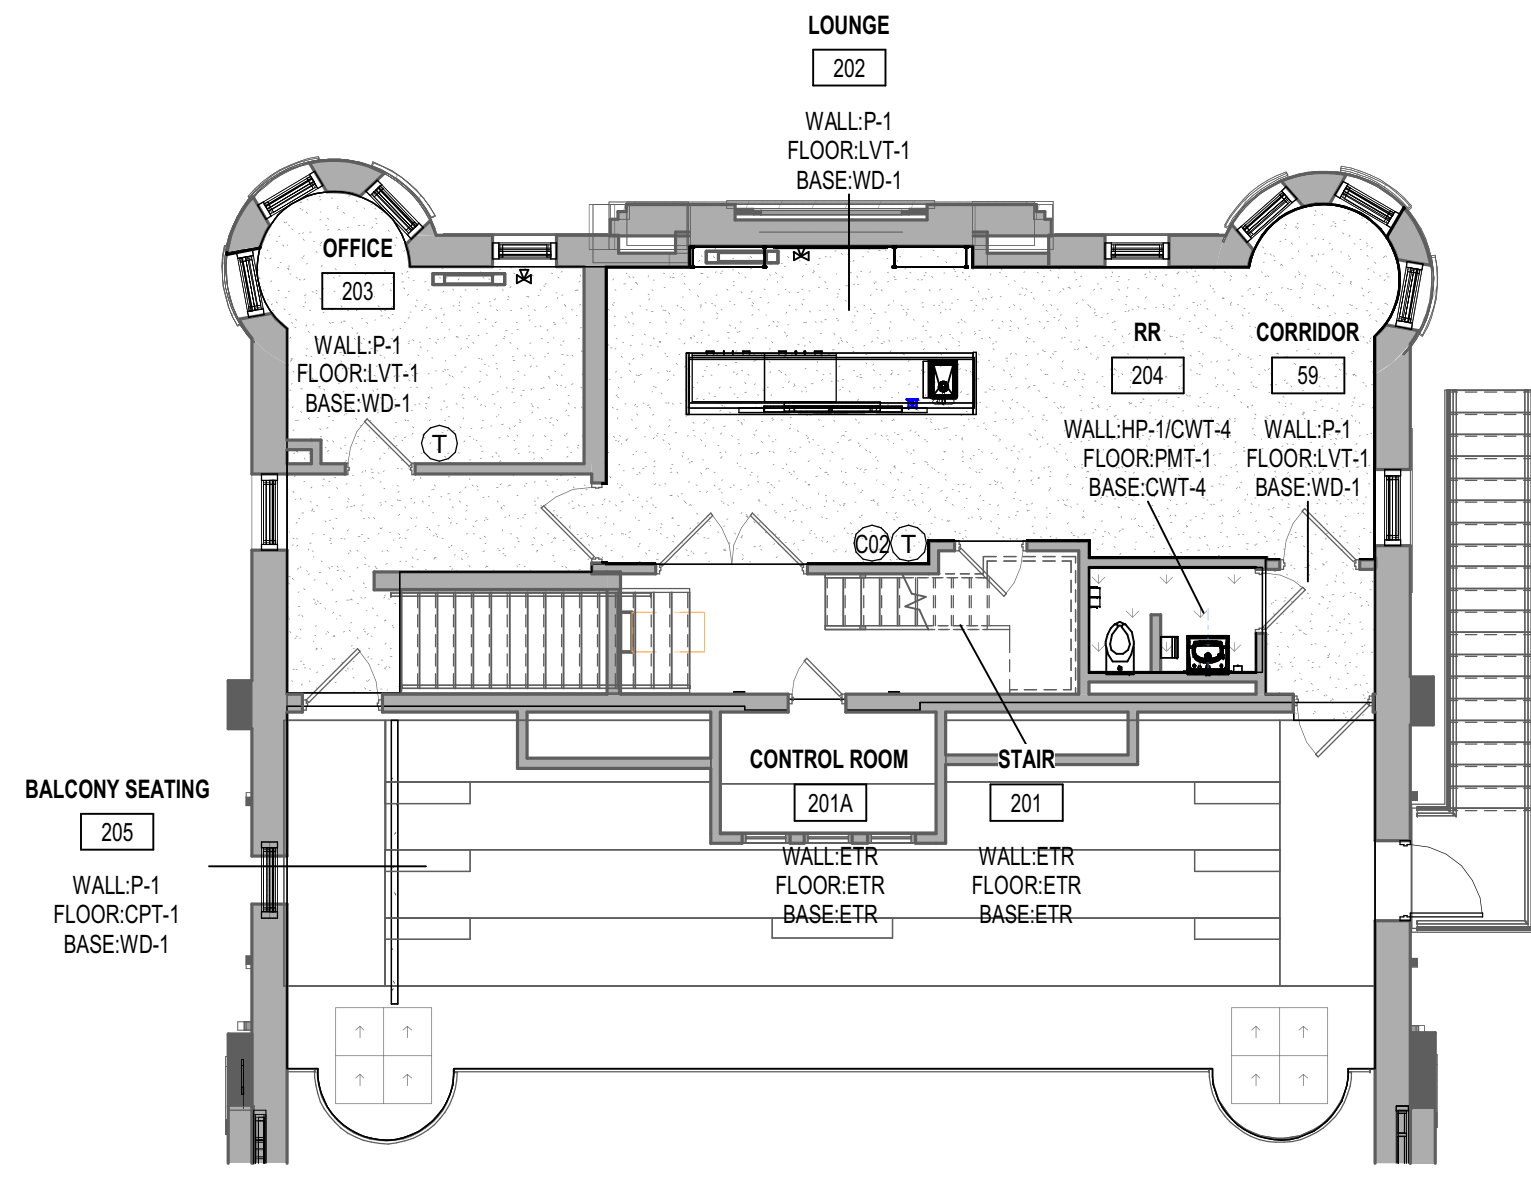 LOUNGE
202
WALL:P-1
FLOOR:LVT-1
BASE:WD-1
OFFICE
203
WALL:P-1
FLOOR:LVT-1
BASE:WD-1
T
RR
204
WALL:HP-1/CWT-4
FLOOR:PMT-1
BASE:CWT-4
CORRIDOR
59
WALL:P-1
FLOOR:LVT-1
BASE:WD-1
C02
T
BALCONY SEATING
205
WALL:P-1
FLOOR:CPT-1
BASE:WD-1
CONTROL ROOM
201A
WALL:ETR
FLOOR:ETR
BASE:ETR
STAIR
201
WALL:ETR
FLOOR:ETR
BASE:ETR